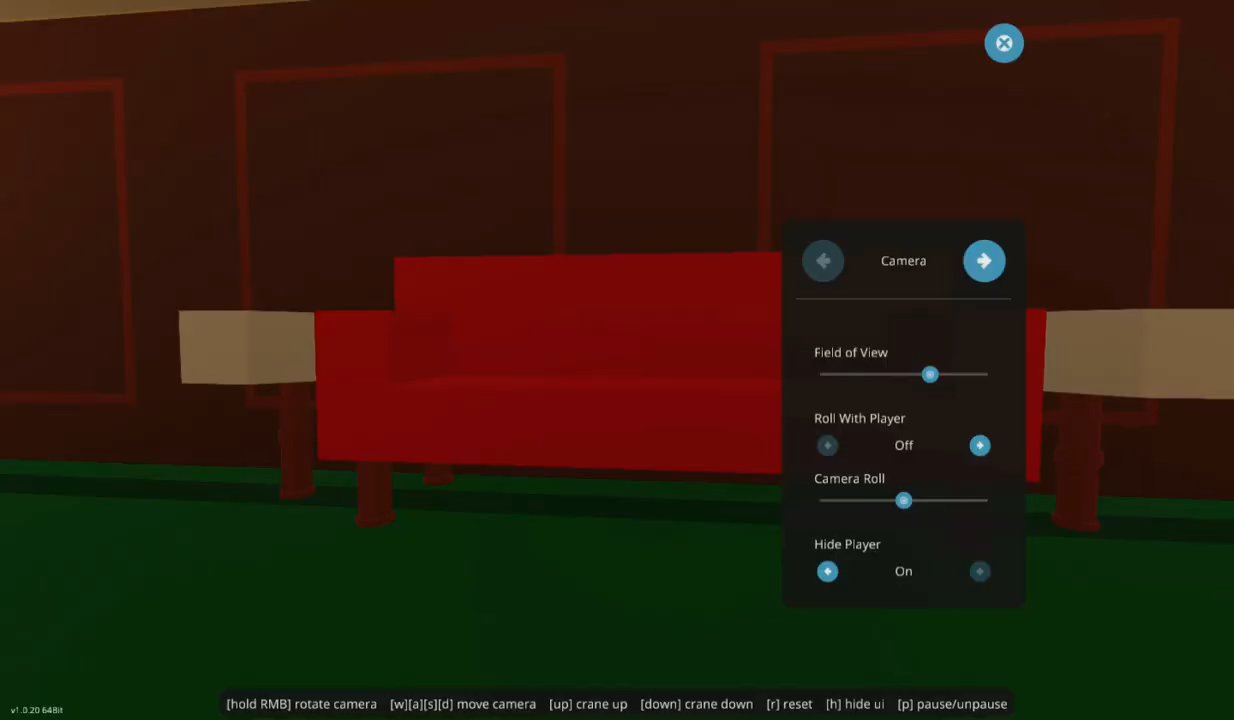 Camera
Field of View
Roll With Player
Off
Camera Roll
Hide Player
On
[hold RMB] rotate camera [w][a][s][d] move camera [up] crane up [down] crane down [r] reset [h] hide ui [p] pause/unpause
v1.0.20 64Bit